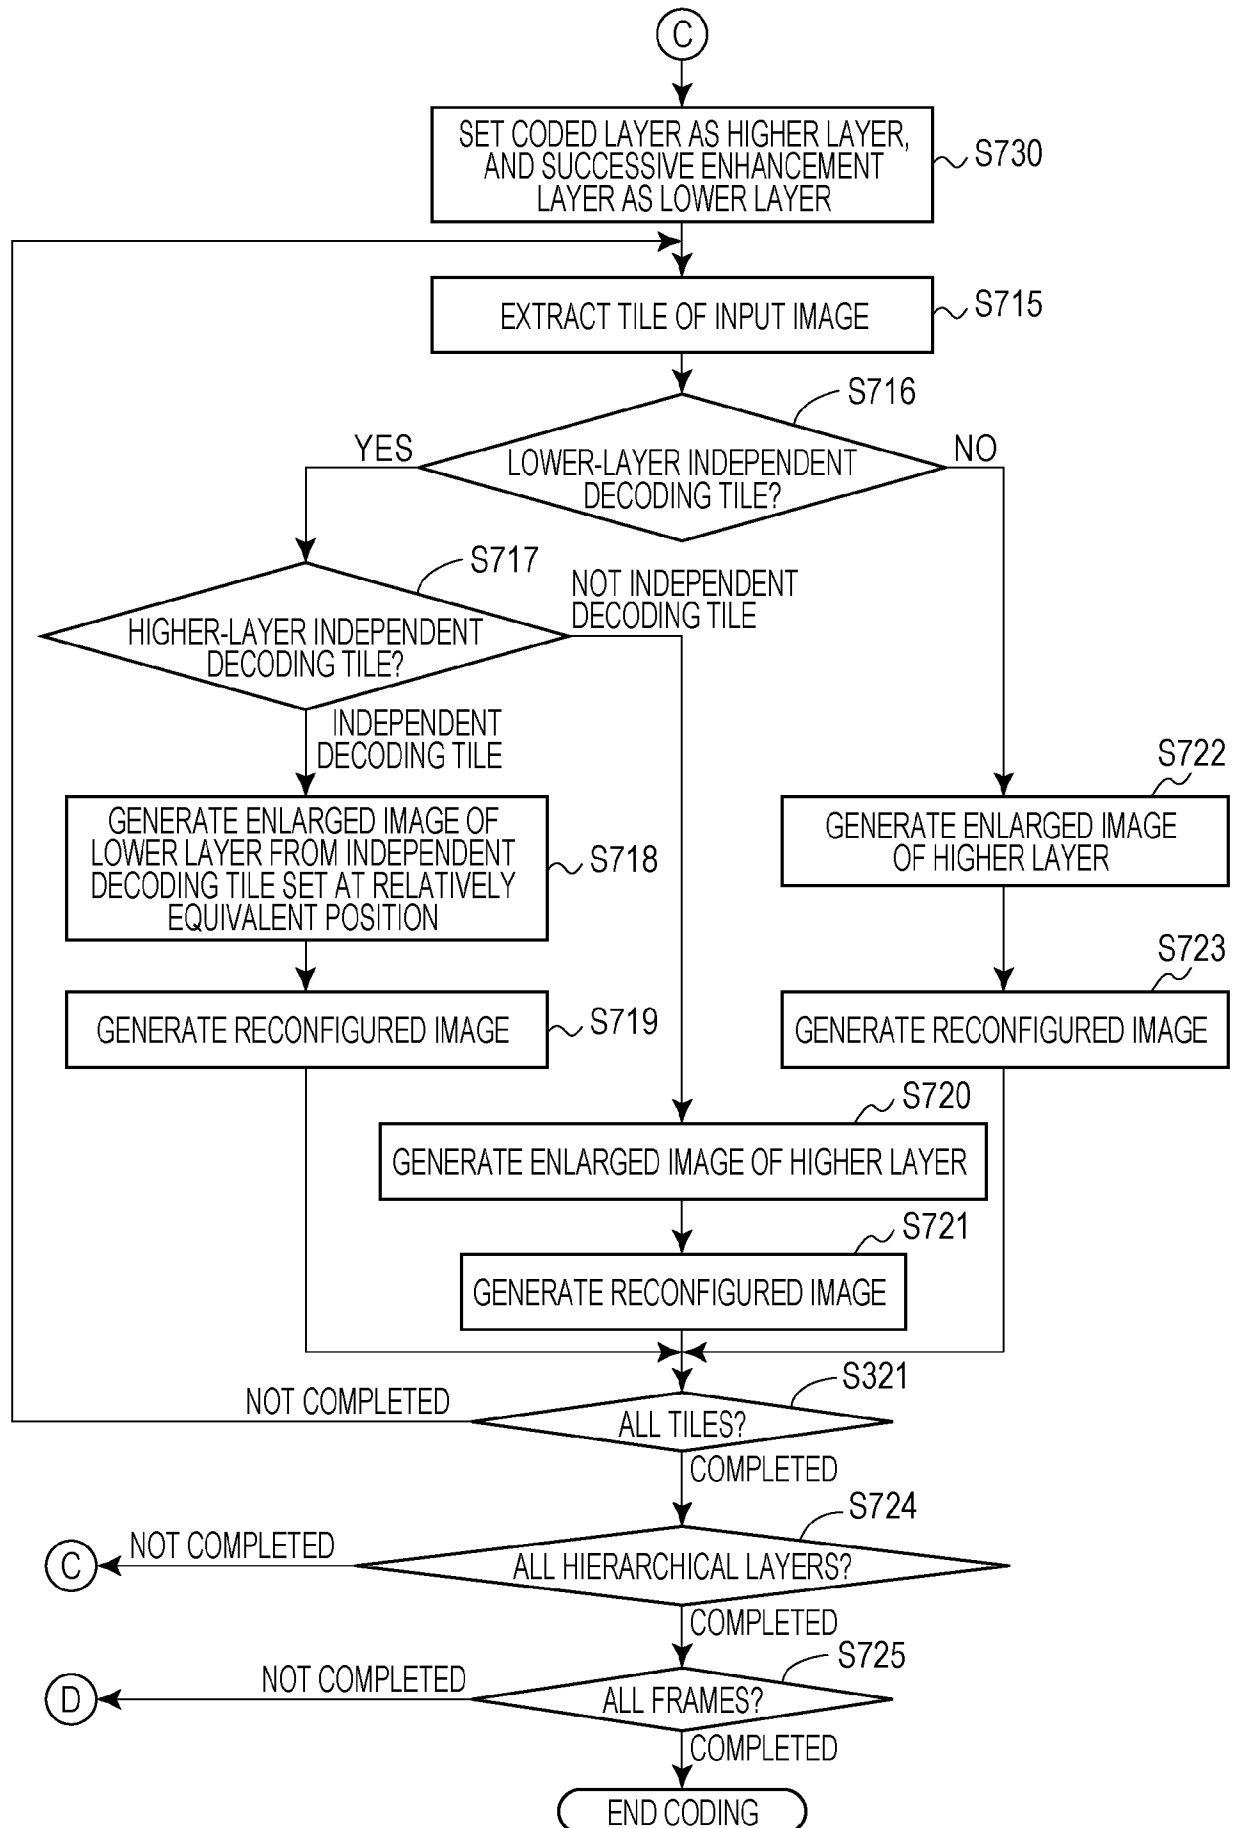 C
SET CODED LAYER AS HIGHER LAYER,
AND SUCCESSIVE ENHANCEMENT
LAYER AS LOWER LAYER
S730
EXTRACT TILE OF INPUT IMAGE
S715
S716
YES
LOWER-LAYER INDEPENDENT
DECODING TILE?
NO
S717
HIGHER-LAYER INDEPENDENT
DECODING TILE?
NOT INDEPENDENT
DECODING TILE
INDEPENDENT
DECODING TILE
GENERATE ENLARGED IMAGE OF
LOWER LAYER FROM INDEPENDENT
DECODING TILE SET AT RELATIVELY
EQUIVALENT POSITION
S718
S722
GENERATE ENLARGED IMAGE
OF HIGHER LAYER
GENERATE RECONFIGURED IMAGE
S719
S723
GENERATE RECONFIGURED IMAGE
S720
GENERATE ENLARGED IMAGE OF HIGHER LAYER
S721
GENERATE RECONFIGURED IMAGE
S321
NOT COMPLETED
ALL TILES?
COMPLETED
S724
C
NOT COMPLETED
ALL HIERARCHICAL LAYERS?
COMPLETED
S725
D
NOT COMPLETED
ALL FRAMES?
COMPLETED
END CODING